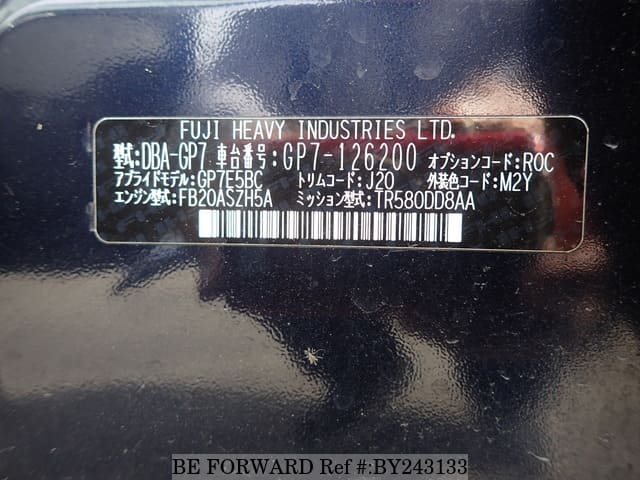 FUJI HEAVY INDUSTRIES LTD.
型式:DBA-GP7 車台番号:GP7-126200 オプションコード:ROC
アプライドモデル:GP7E5BC トリムコード:J20 外装色コード:M2Y
エンジン型式:FB20ASZH5A ミッション型式:TR580DD8AA
BE FORWARD Ref #:BY243133